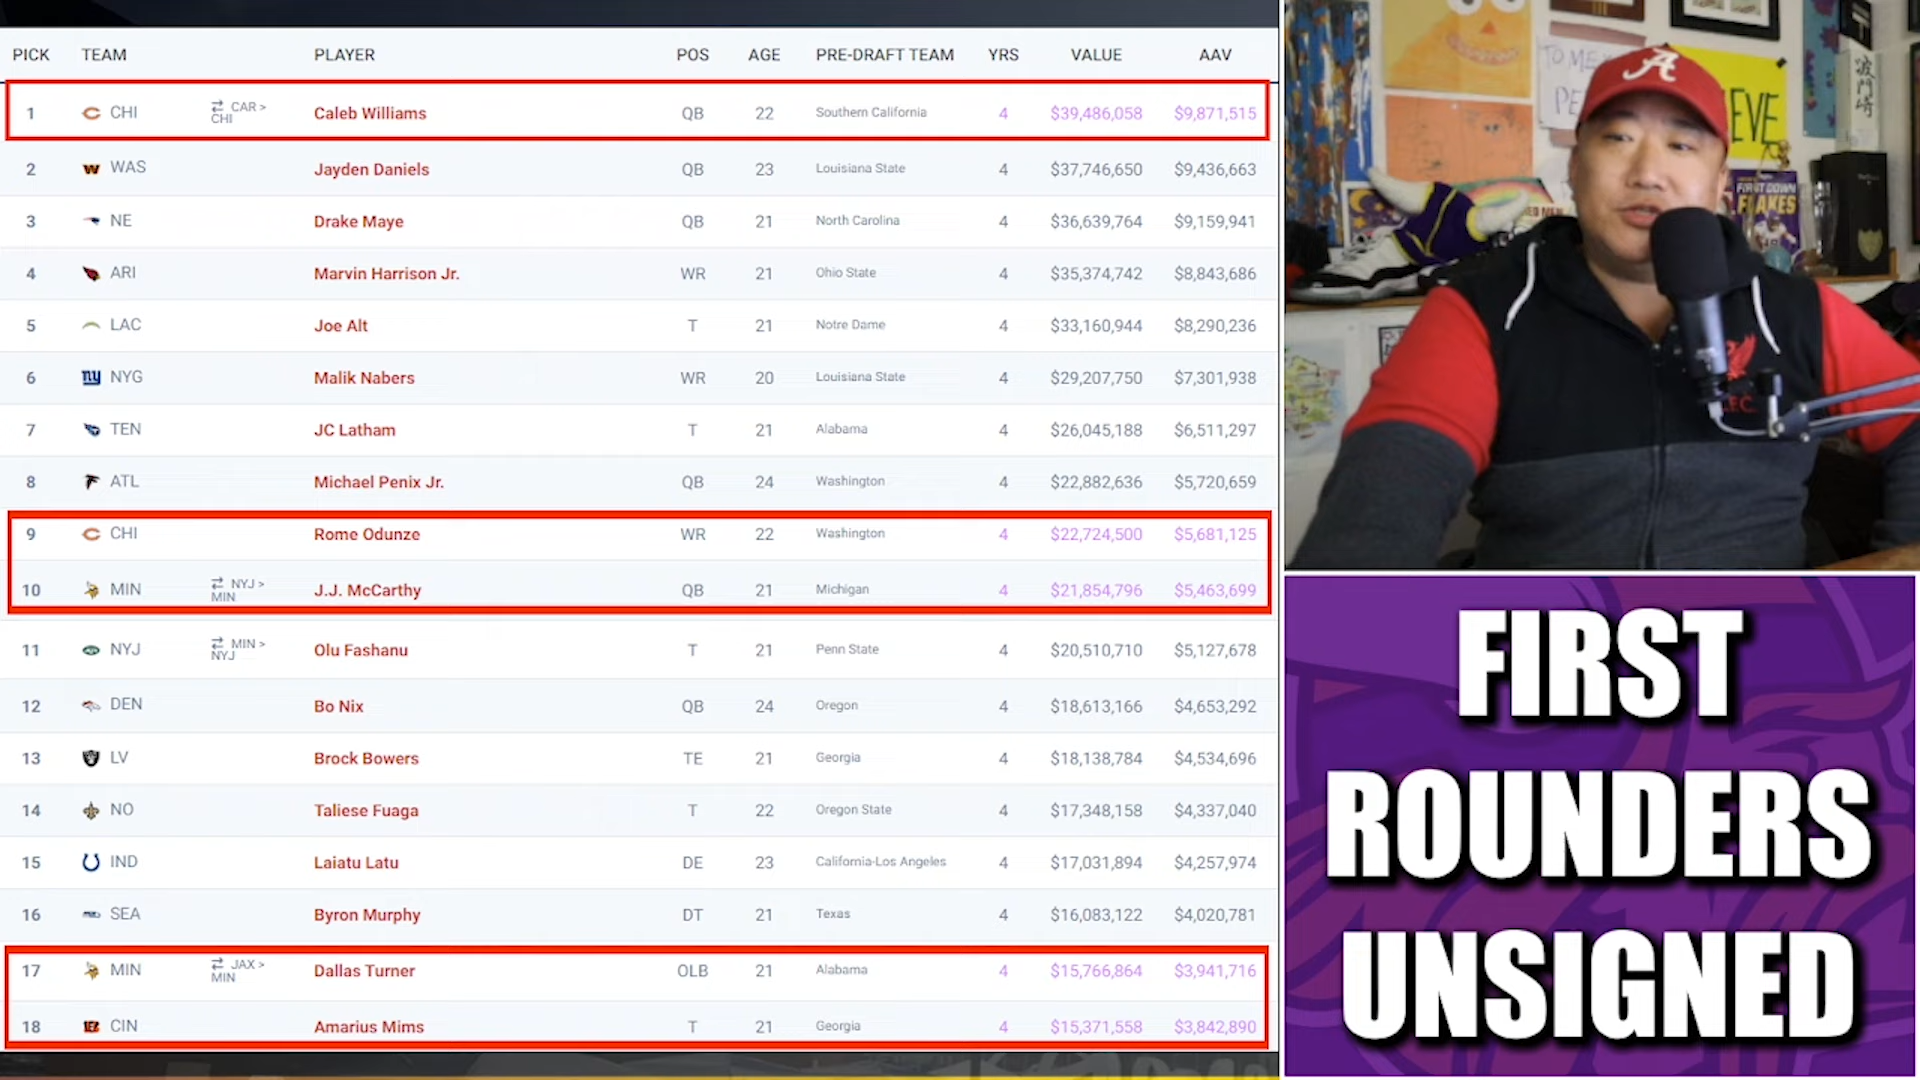 PICK TEAM PLAYER POS AGE PRE-DRAFT TEAM YRS VALUE AAV
1 CHI CAR > CHI Caleb Williams QB 22 Southern California 4 $39,486,058 $9,871,515
2 WAS Jayden Daniels QB 23 Louisiana State 4 $37,746,650 $9,436,663
3 NE Drake Maye QB 21 North Carolina 4 $36,639,764 $9,159,941
4 ARI Marvin Harrison Jr. WR 21 Ohio State 4 $35,374,742 $8,843,686
5 LAC Joe Alt T 21 Notre Dame 4 $33,160,944 $8,290,236
6 NYG Malik Nabers WR 20 Louisiana State 4 $29,207,750 $7,301,938
7 TEN JC Latham T 21 Alabama 4 $26,045,188 $6,511,297
8 ATL Michael Penix Jr. QB 24 Washington 4 $22,882,636 $5,720,659
9 CHI Rome Odunze WR 22 Washington 4 $22,724,500 $5,681,125
10 MIN NYJ > MIN J.J. McCarthy QB 21 Michigan 4 $21,854,796 $5,463,699
11 NYJ MIN > NYJ Olu Fashanu T 21 Penn State 4 $20,510,710 $5,127,678
12 DEN Bo Nix QB 24 Oregon 4 $18,613,166 $4,653,292
13 LV Brock Bowers TE 21 Georgia 4 $18,138,784 $4,534,696
14 NO Taliese Fuaga T 22 Oregon State 4 $17,348,158 $4,337,040
15 IND Laiatu Latu DE 23 California-Los Angeles 4 $17,031,894 $4,257,974
16 SEA Byron Murphy DT 21 Texas 4 $16,083,122 $4,020,781
17 MIN JAX > MIN Dallas Turner OLB 21 Alabama 4 $15,766,864 $3,941,716
18 CIN Amarius Mims T 21 Georgia 4 $15,371,558 $3,842,890
A
TO ME
EVE
FIRST DOWN
FLAKES
FIRST
ROUNDERS
UNSIGNED